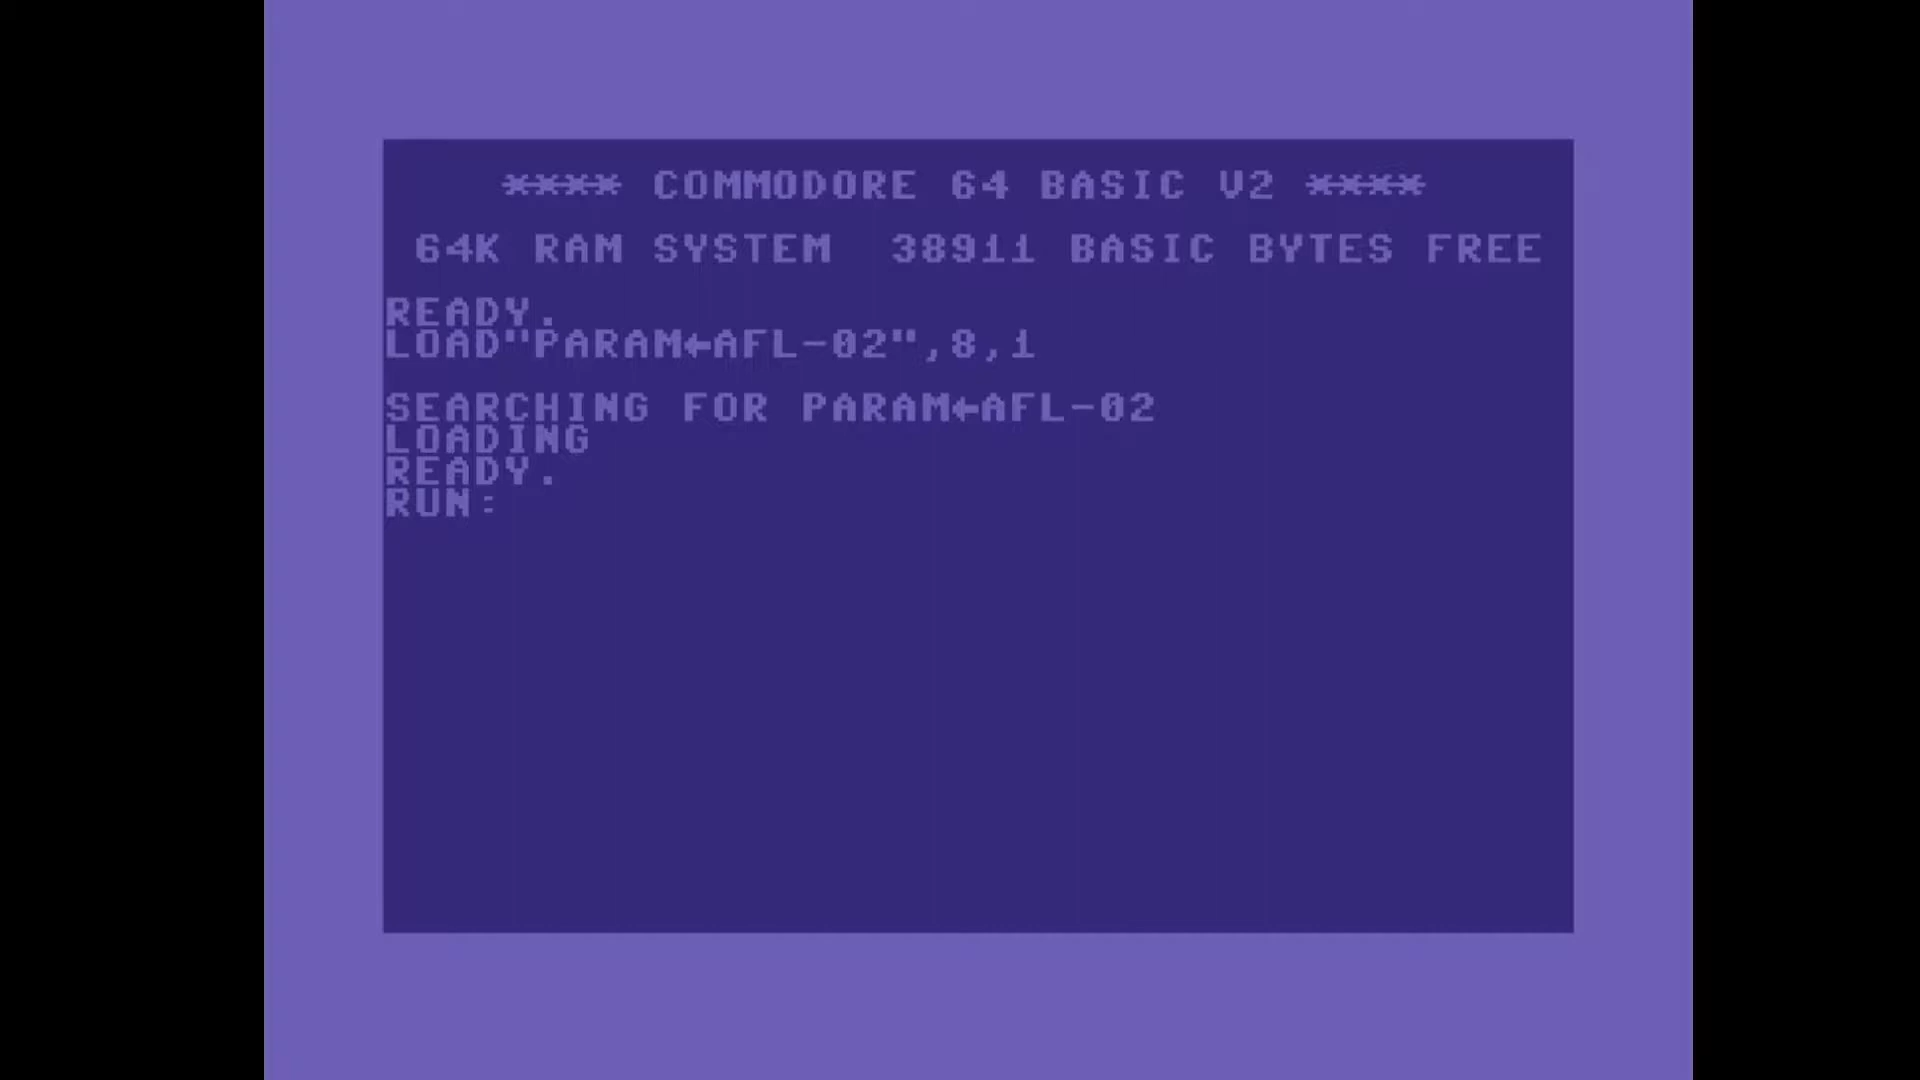 **** COMMODORE 64 BASIC V2 ****
64K RAM SYSTEM  38911 BASIC BYTES FREE
READY.
LOAD"PARAM←AFL-02",8,1
SEARCHING FOR PARAM←AFL-02
LOADING
READY.
RUN: